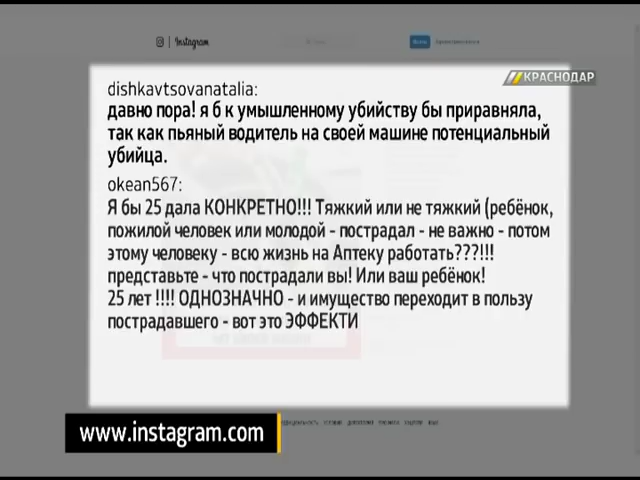 Instagram
КРАСНОДАР
dishkavtsovanatalia:
давно пора! я б к умышленному убийству бы приравняла,
так как пьяный водитель на своей машине потенциальный
убийца.
okean567:
Я бы 25 дала КОНКРЕТНО!!! Тяжкий или не тяжкий (ребёнок,
пожилой человек или молодой - пострадал - не важно - потом
этому человеку - всю жизнь на Аптеку работать???!!!
представьте - что пострадали вы! Или ваш ребёнок!
25 лет !!!! ОДНОЗНАЧНО - и имущество переходит в пользу
пострадавшего - вот это ЭФФЕКТИ
www.instagram.com